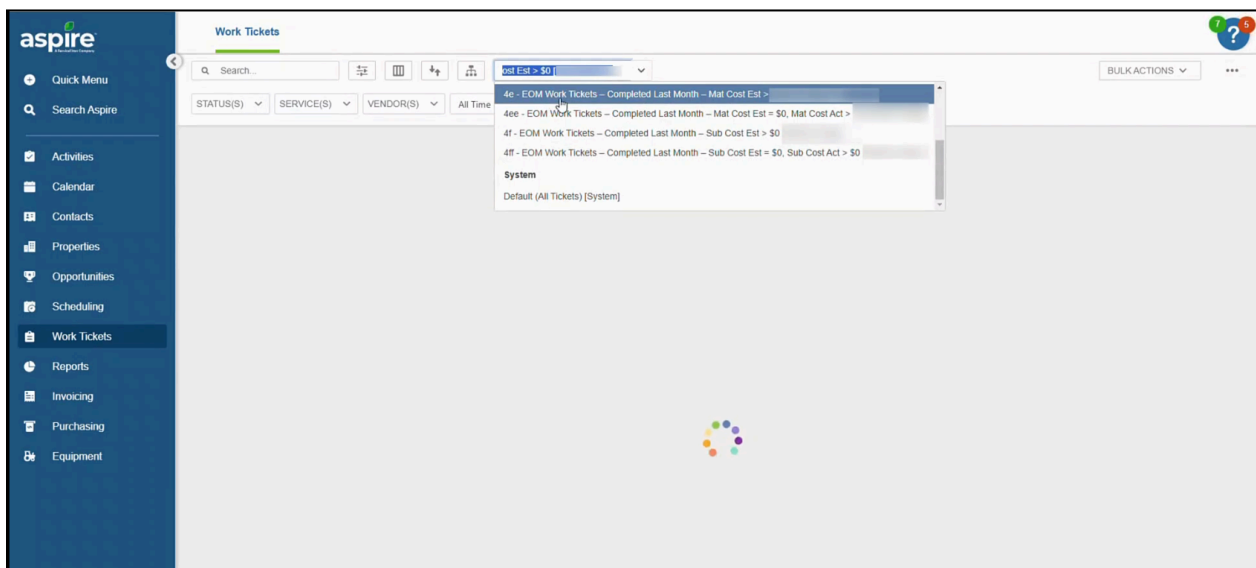 aspire
Quick Menu
Search Aspire
Activities
Calendar
Contacts
Properties
Opportunities
Scheduling
Work Tickets
Reports
Invoicing
Purchasing
Equipment
Work Tickets
7
?
5
Search...
ost Est > $0 [
BULK ACTIONS
STATUS(S)
SERVICE(S)
VENDOR(S)
All Time
4e - EOM Work Tickets – Completed Last Month – Mat Cost Est >
4ee - EOM Work Tickets – Completed Last Month – Mat Cost Est = $0, Mat Cost Act >
4f - EOM Work Tickets – Completed Last Month – Sub Cost Est > $0
4ff - EOM Work Tickets – Completed Last Month – Sub Cost Est = $0, Sub Cost Act > $0
System
Default (All Tickets) [System]